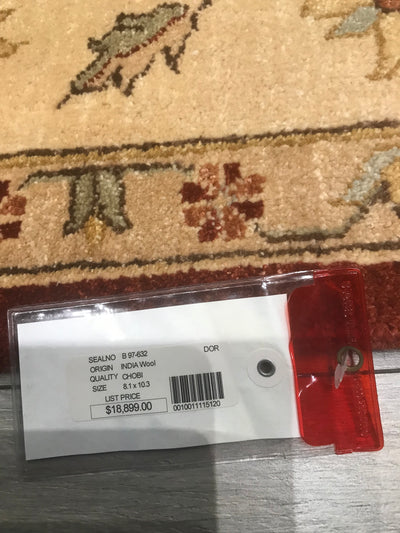 DOR
SEALNO B 97-632
ORIGIN INDIA Wool
QUALITY CHOBI
SIZE 8.1 x 10.3
LIST PRICE
$18,899.00
0010011115120